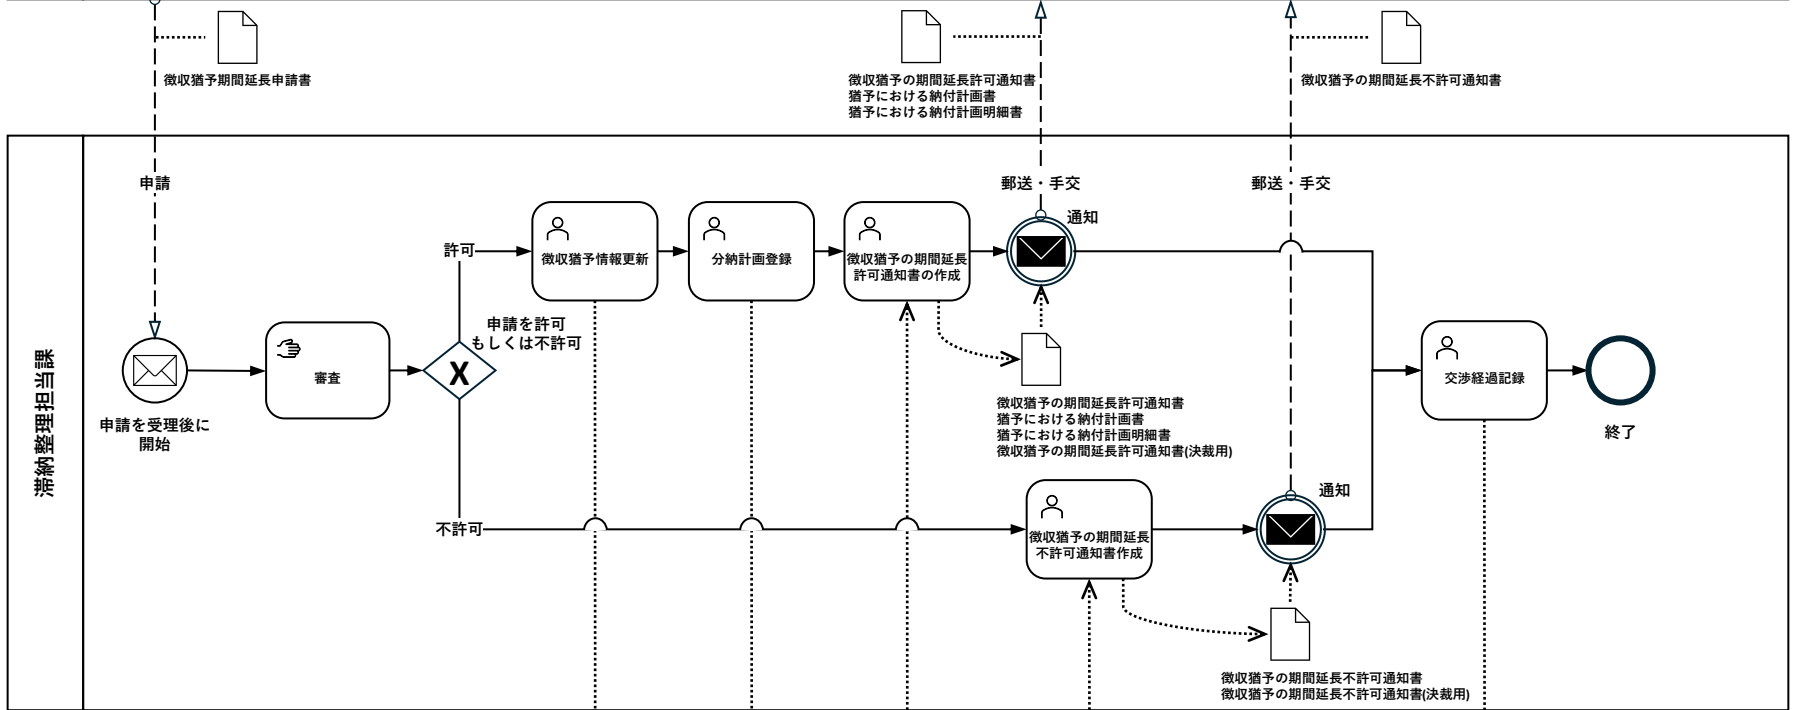 徴収猶予期間延長申請書
徴収猶予の期間延長許可通知書
猶予における納付計画書
猶予における納付計画明細書
徴収猶予の期間延長不許可通知書
申請
郵送・手交
郵送・手交
滞納整理担当課
申請を受理後に
開始
審査
許可
申請を許可
もしくは不許可
X
不許可
徴収猶予情報更新
分納計画登録
徴収猶予の期間延長
許可通知書の作成
通知
徴収猶予の期間延長許可通知書
猶予における納付計画書
猶予における納付計画明細書
徴収猶予の期間延長許可通知書(決裁用)
徴収猶予の期間延長
不許可通知書作成
通知
徴収猶予の期間延長不許可通知書
徴収猶予の期間延長不許可通知書(決裁用)
交渉経過記録
終了